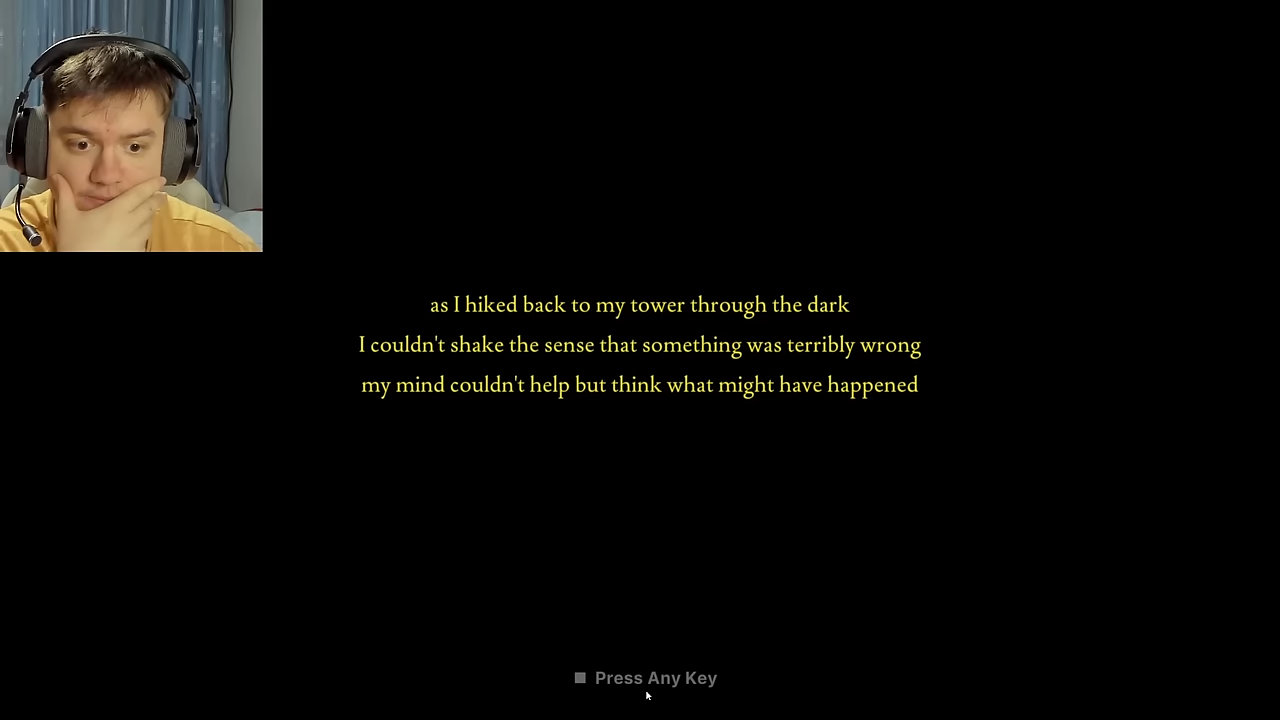 as I hiked back to my tower through the dark
I couldn't shake the sense that something was terribly wrong
my mind couldn't help but think what might have happened
Press Any Key